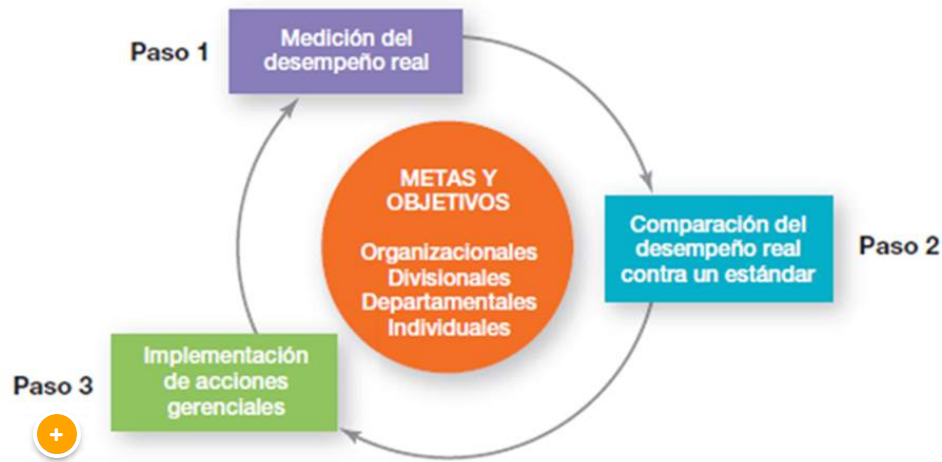 Paso 1
Medición del
desempeño real
METAS Y
OBJETIVOS
Organizacionales
Divisionales
Departamentales
Individuales
Comparación del
desempeño real
contra un estándar
Paso 2
Paso 3
Implementación
de acciones
gerenciales
+